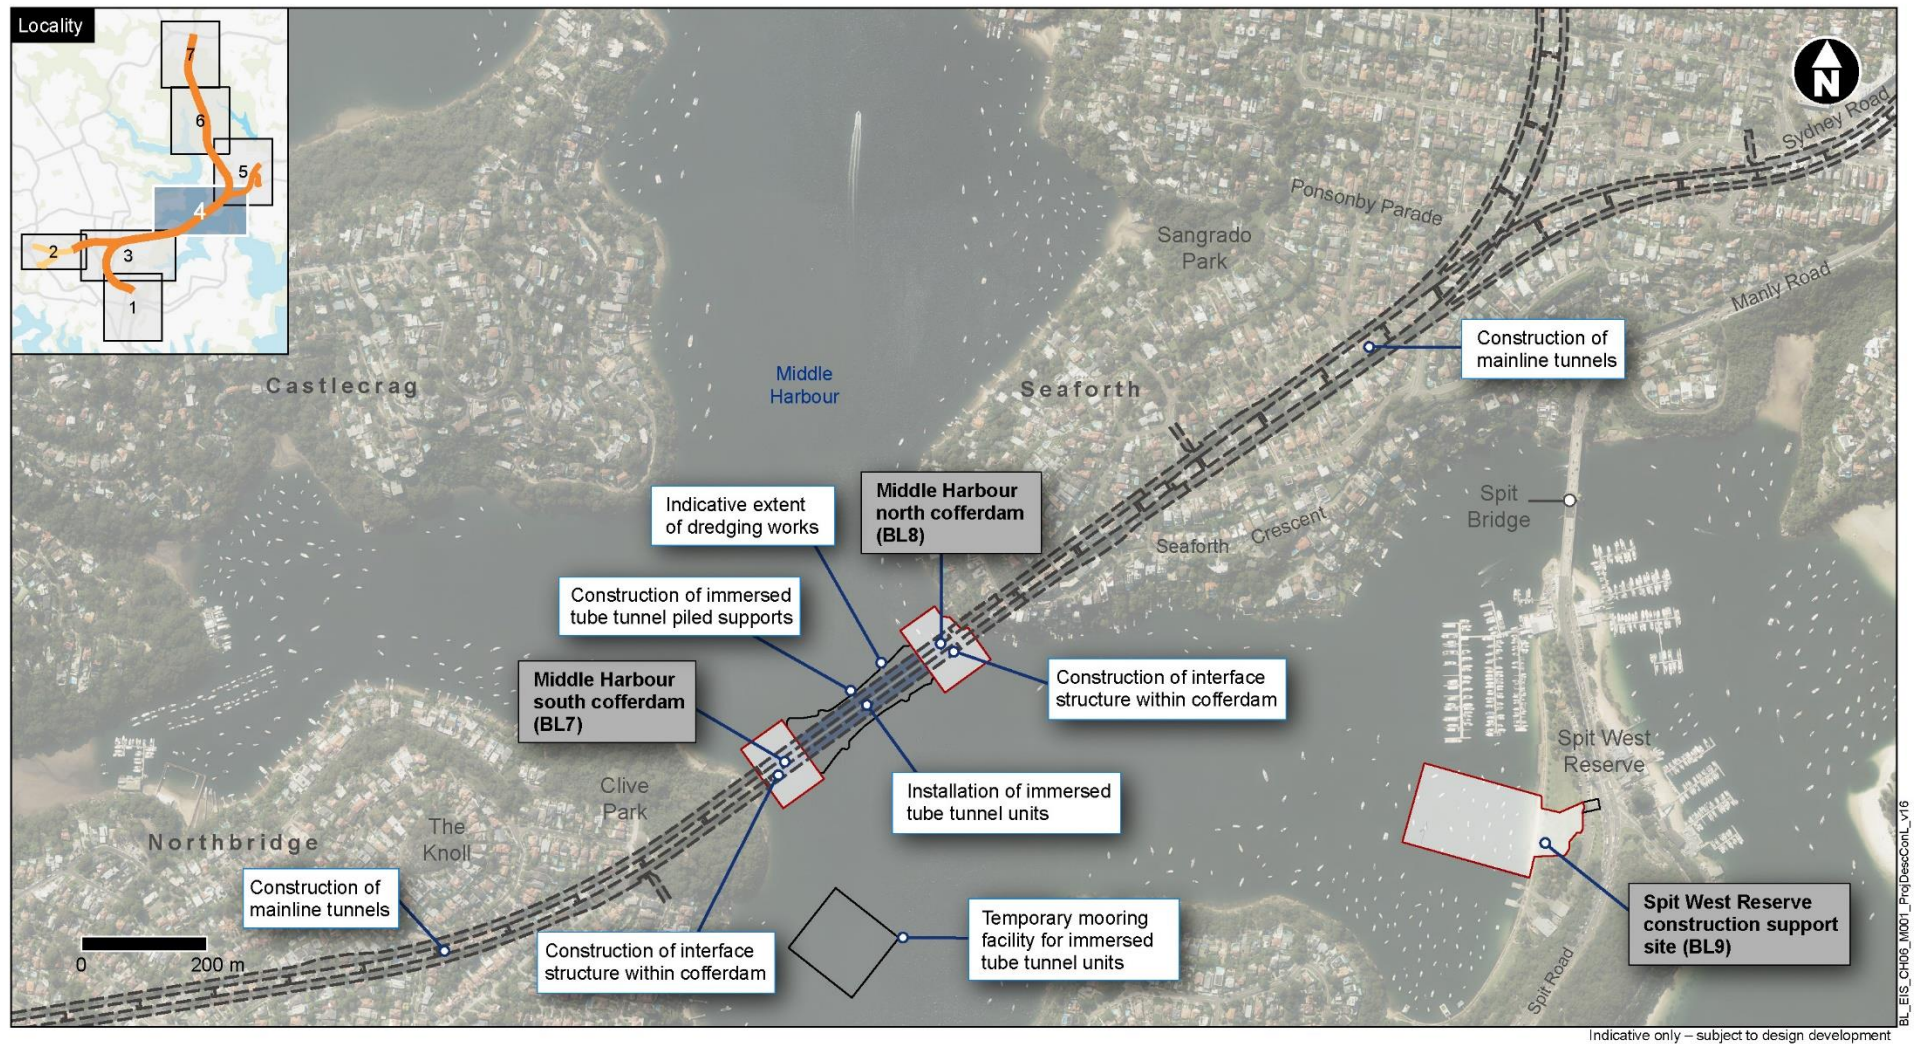 Locality
7
6
5
4
2
3
1
N
Sydney Road
Ponsonby Parade
Sangrado
Park
Manly Road
Construction of
mainline tunnels
Castlecrag
Middle
Harbour
Seaforth
Indicative extent
of dredging works
Middle Harbour
north cofferdam
(BL8)
Spit
Bridge
Seaforth Crescent
Construction of immersed
tube tunnel piled supports
Middle Harbour
south cofferdam
(BL7)
Construction of interface
structure within cofferdam
Spit West
Reserve
Clive
Park
Installation of immersed
tube tunnel units
The
Knoll
Northbridge
Construction of
mainline tunnels
Spit West Reserve
construction support
site (BL9)
Temporary mooring
facility for immersed
tube tunnel units
Construction of interface
structure within cofferdam
0 200 m
Spit Road
BL_EIS_CH06_M001_ProjDescConL_v16
Indicative only – subject to design development